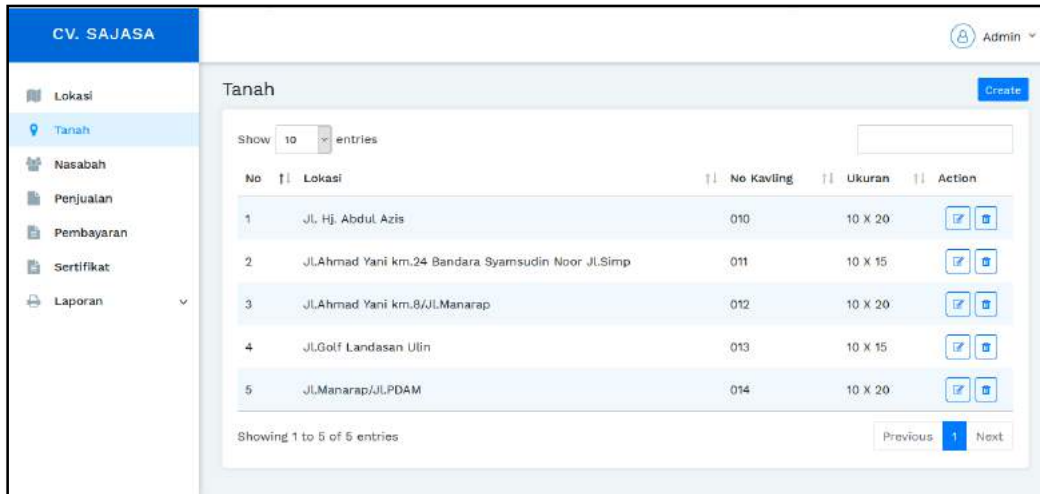 CV. SAJASA
Admin
Lokasi
Tanah
Nasabah
Penjualan
Pembayaran
Sertifikat
Laporan
Tanah
Create
Show 10 entries
No Lokasi No Kavling Ukuran Action
1 Jl. Hj. Abdul Azis 010 10 X 20
2 Jl.Ahmad Yani km.24 Bandara Syamsudin Noor Jl.Simp 011 10 X 15
3 Jl.Ahmad Yani km.8/Jl.Manarap 012 10 X 20
4 Jl.Golf Landasan Ulin 013 10 X 15
5 Jl.Manarap/Jl.PDAM 014 10 X 20
Showing 1 to 5 of 5 entries
Previous 1 Next